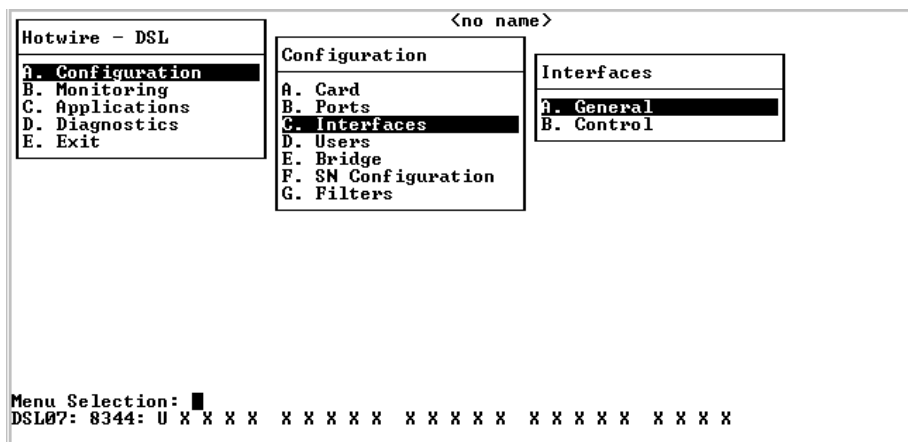 <no name>
Hotwire - DSL
A. Configuration
B. Monitoring
C. Applications
D. Diagnostics
E. Exit
Configuration
A. Card
B. Ports
C. Interfaces
D. Users
E. Bridge
F. SN Configuration
G. Filters
Interfaces
A. General
B. Control
Menu Selection:
DSL07: 8344: U X X X X X X X X X X X X X X X X X X X X X X X